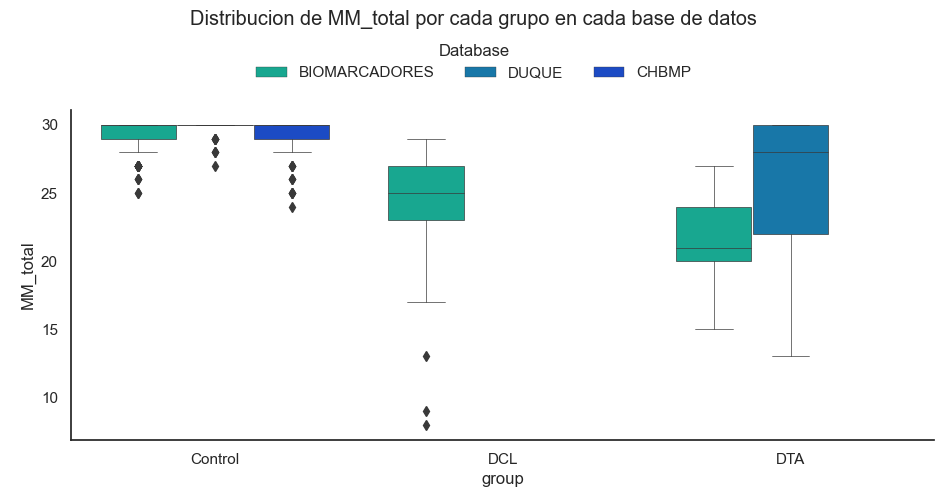 Distribucion de MM_total por cada grupo en cada base de datos
Database
BIOMARCADORES DUQUE CHBMP
30
25
20
15
10
MM_total
Control DCL DTA
group